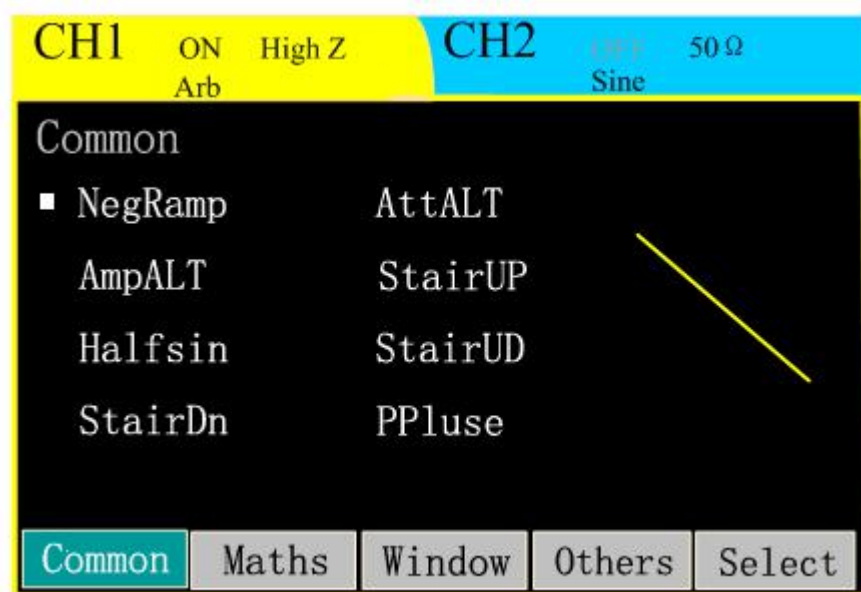 CH1 ON High Z CH2 OFF 50 Ω
Arb Sine
Common
NegRamp AttALT
AmpALT StairUP
Halfsin StairUD
StairDn PPluse
Common Maths Window Others Select